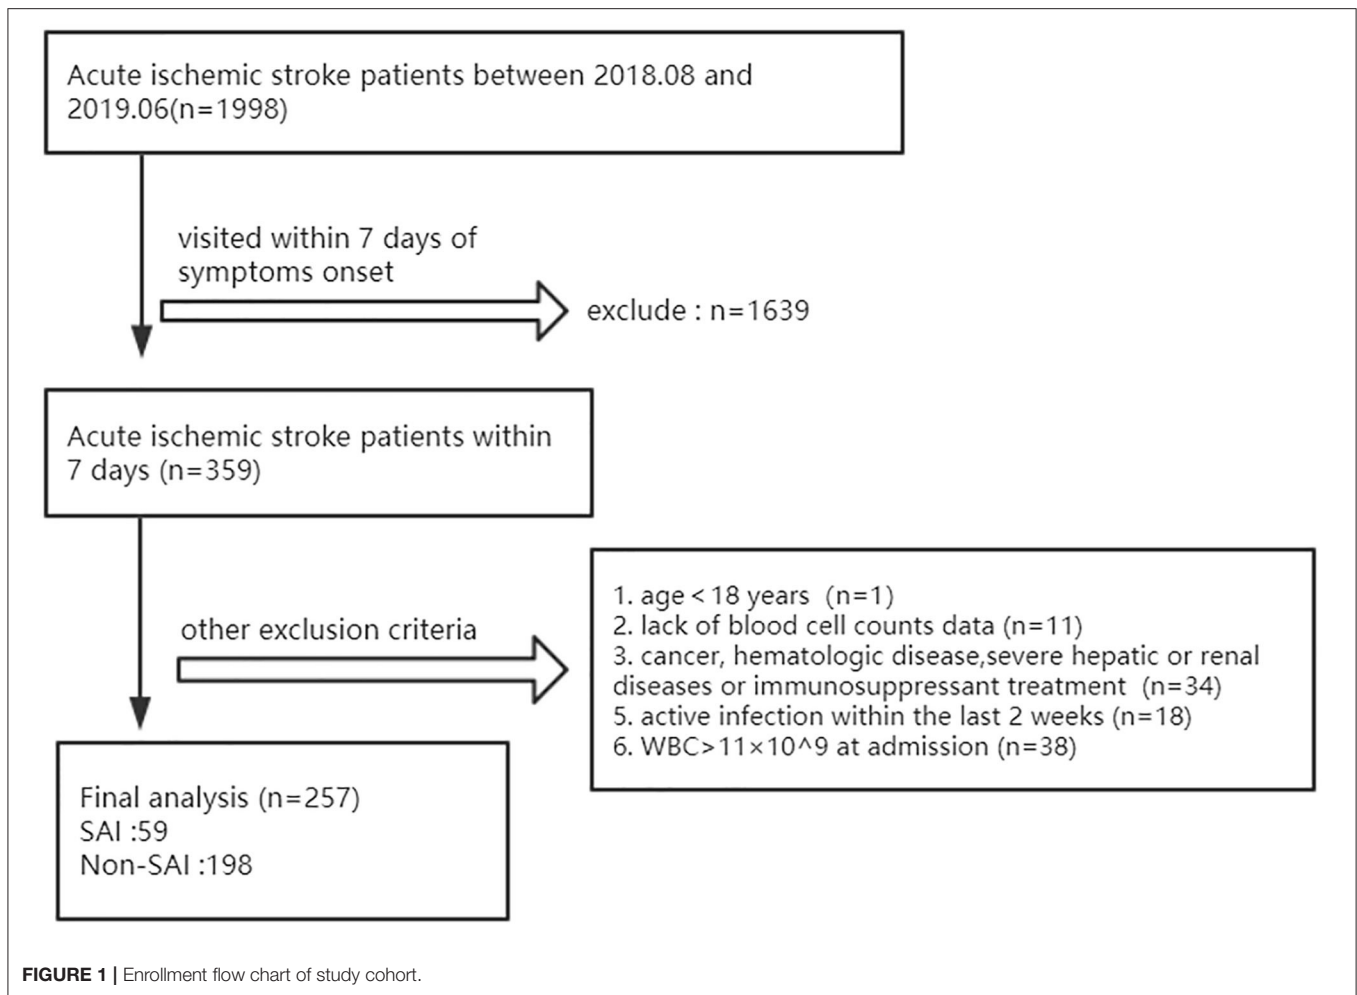 Acute ischemic stroke patients between 2018.08 and
2019.06(n=1998)
visited within 7 days of
symptoms onset
exclude : n=1639
Acute ischemic stroke patients within
7 days (n=359)
other exclusion criteria
1. age < 18 years (n=1)
2. lack of blood cell counts data (n=11)
3. cancer, hematologic disease,severe hepatic or renal
diseases or immunosuppressant treatment (n=34)
5. active infection within the last 2 weeks (n=18)
6. WBC>11×10^9 at admission (n=38)
Final analysis (n=257)
SAI :59
Non-SAI :198
FIGURE 1 | Enrollment flow chart of study cohort.